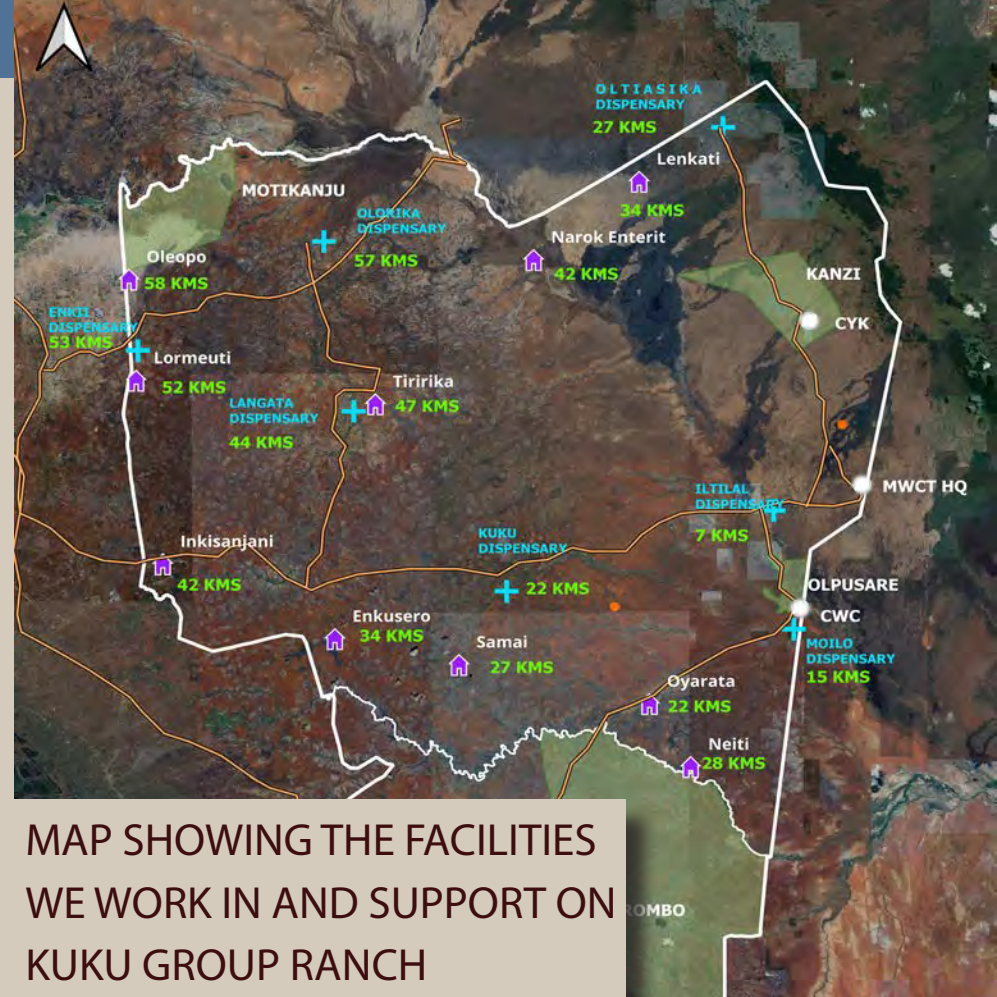 OLTIASIKA
DISPENSARY
27 KMS
Lenkati
34 KMS
MOTIKANJU
OLORIKA
DISPENSARY
57 KMS
Narok Enterit
42 KMS
Oleopo
58 KMS
KANZI
CYK
ENKII
DISPENSARY
53 KMS
Lormeuti
52 KMS
Tiririka
47 KMS
LANGATA
DISPENSARY
44 KMS
MWCT HQ
ILTILAL
DISPENSARY
7 KMS
KUKU
DISPENSARY
22 KMS
Inkisanjani
42 KMS
OLPUSARE
CWC
Enkusero
34 KMS
Samai
27 KMS
MOILO
DISPENSARY
15 KMS
Oyarata
22 KMS
Neiti
28 KMS
ROMBO
MAP SHOWING THE FACILITIES
WE WORK IN AND SUPPORT ON
KUKU GROUP RANCH